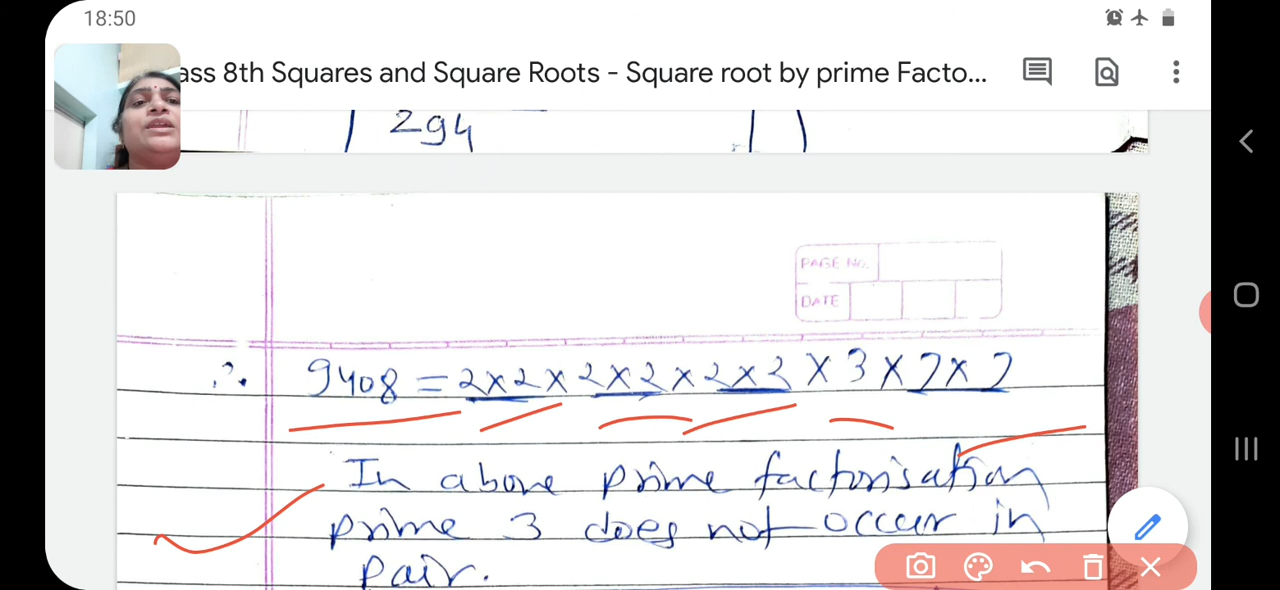 18:50
ass 8th Squares and Square Roots - Square root by prime Facto...
294
PAGE NO.
DATE
∴ 9408 = 2×2×2×2×2×2×3×7×7
In above prime factorisation
prime 3 does not occur in
pair.